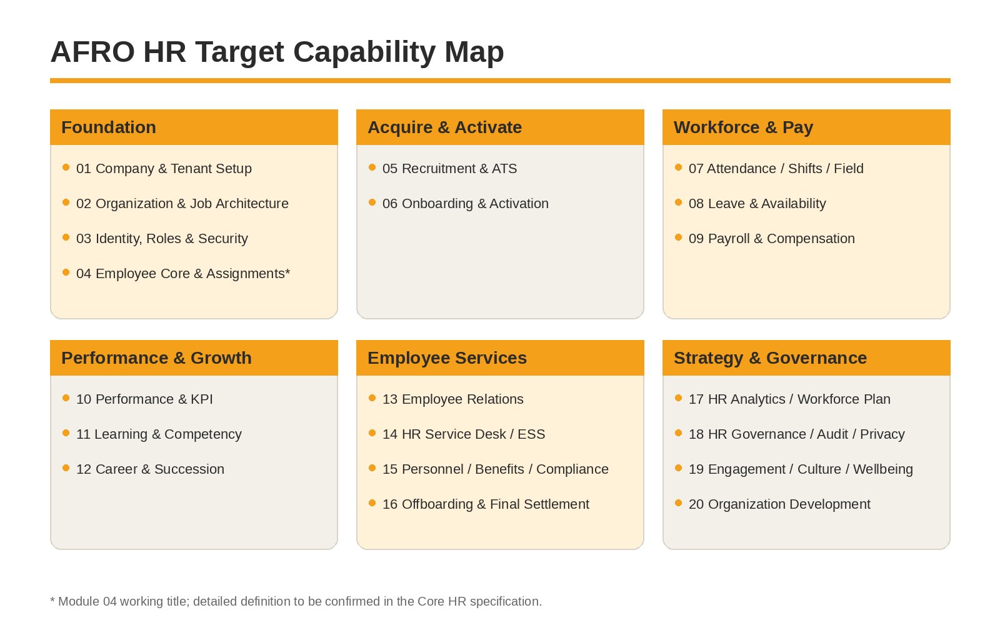 AFRO HR Target Capability Map
Foundation
01 Company & Tenant Setup
02 Organization & Job Architecture
03 Identity, Roles & Security
04 Employee Core & Assignments*
Acquire & Activate
05 Recruitment & ATS
06 Onboarding & Activation
Workforce & Pay
07 Attendance / Shifts / Field
08 Leave & Availability
09 Payroll & Compensation
Performance & Growth
10 Performance & KPI
11 Learning & Competency
12 Career & Succession
Employee Services
13 Employee Relations
14 HR Service Desk / ESS
15 Personnel / Benefits / Compliance
16 Offboarding & Final Settlement
Strategy & Governance
17 HR Analytics / Workforce Plan
18 HR Governance / Audit / Privacy
19 Engagement / Culture / Wellbeing
20 Organization Development
* Module 04 working title; detailed definition to be confirmed in the Core HR specification.